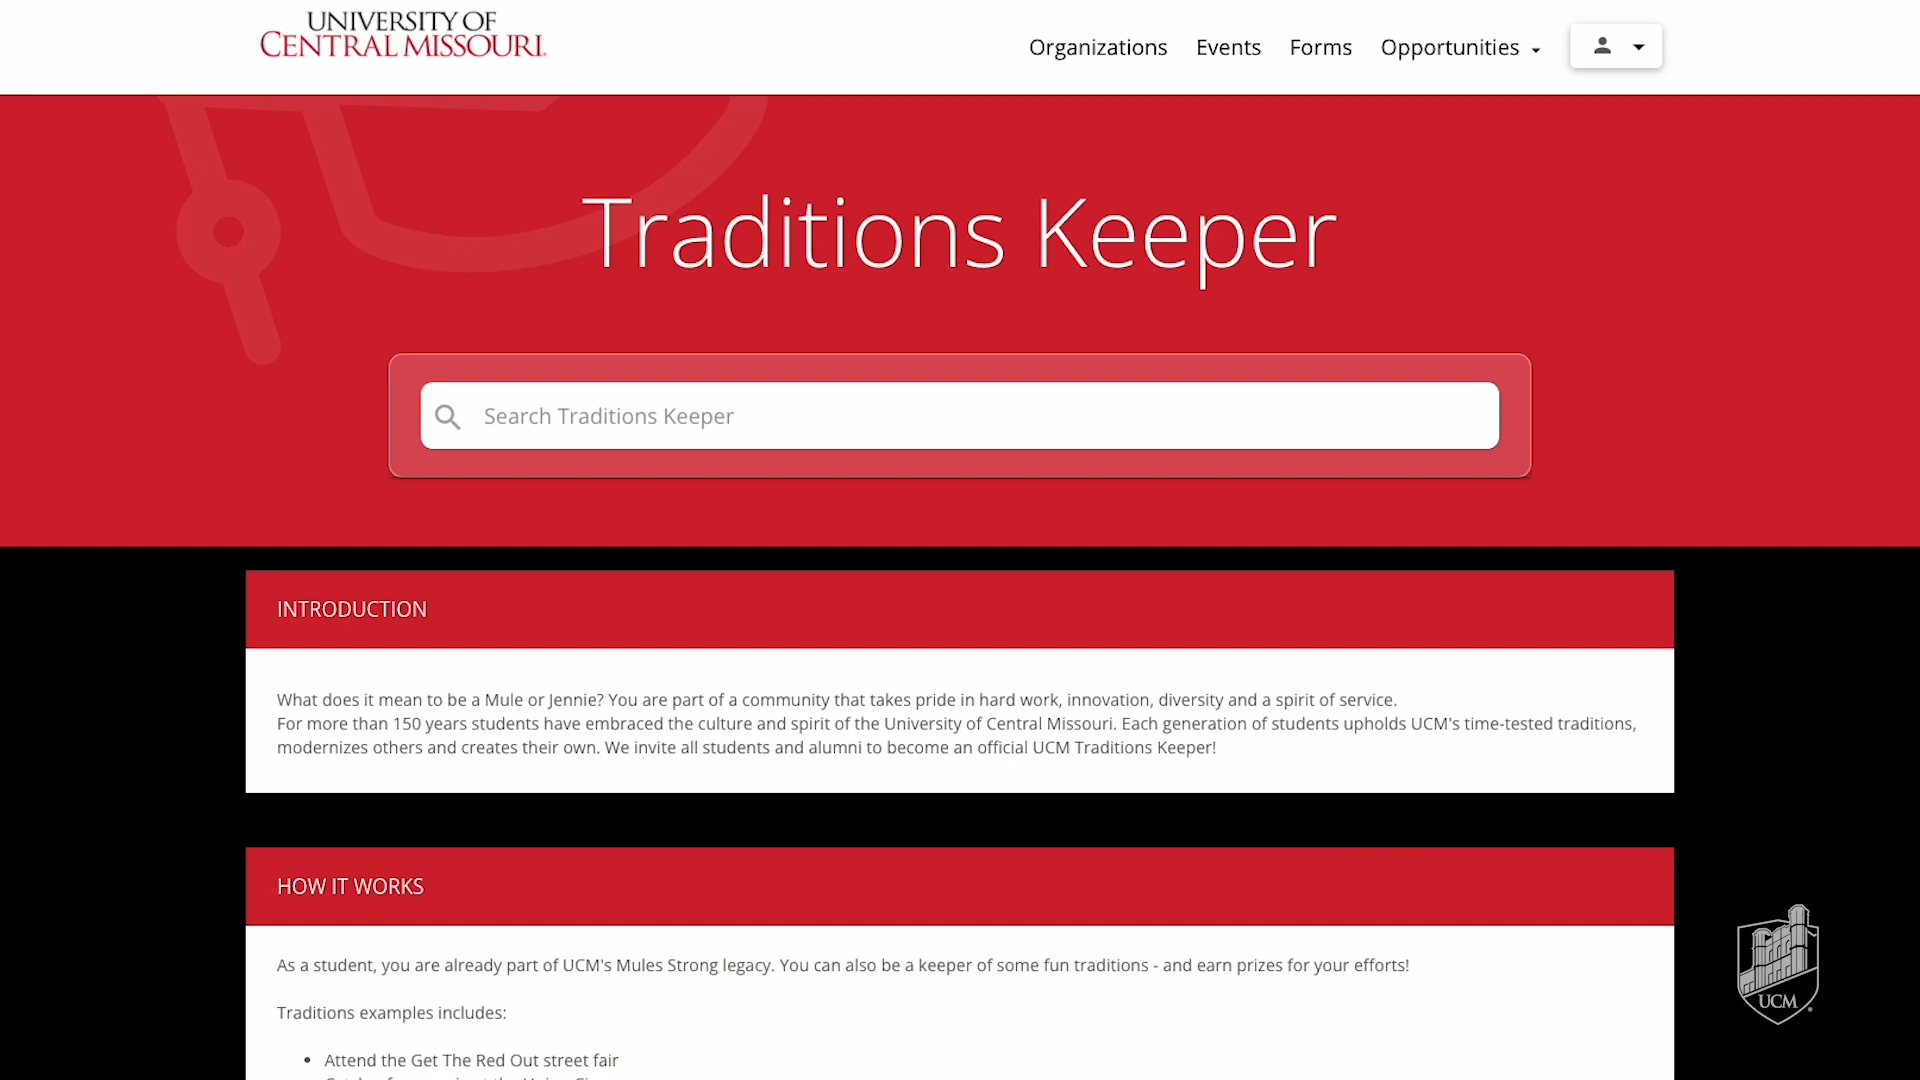 UNIVERSITY OF
CENTRAL MISSOURI
Organizations Events Forms Opportunities
Traditions Keeper
Search Traditions Keeper
INTRODUCTION
What does it mean to be a Mule or Jennie? You are part of a community that takes pride in hard work, innovation, diversity and a spirit of service.
For more than 150 years students have embraced the culture and spirit of the University of Central Missouri. Each generation of students upholds UCM's time-tested traditions,
modernizes others and creates their own. We invite all students and alumni to become an official UCM Traditions Keeper!
HOW IT WORKS
As a student, you are already part of UCM's Mules Strong legacy. You can also be a keeper of some fun traditions - and earn prizes for your efforts!
Traditions examples includes:
• Attend the Get The Red Out street fair
UCM